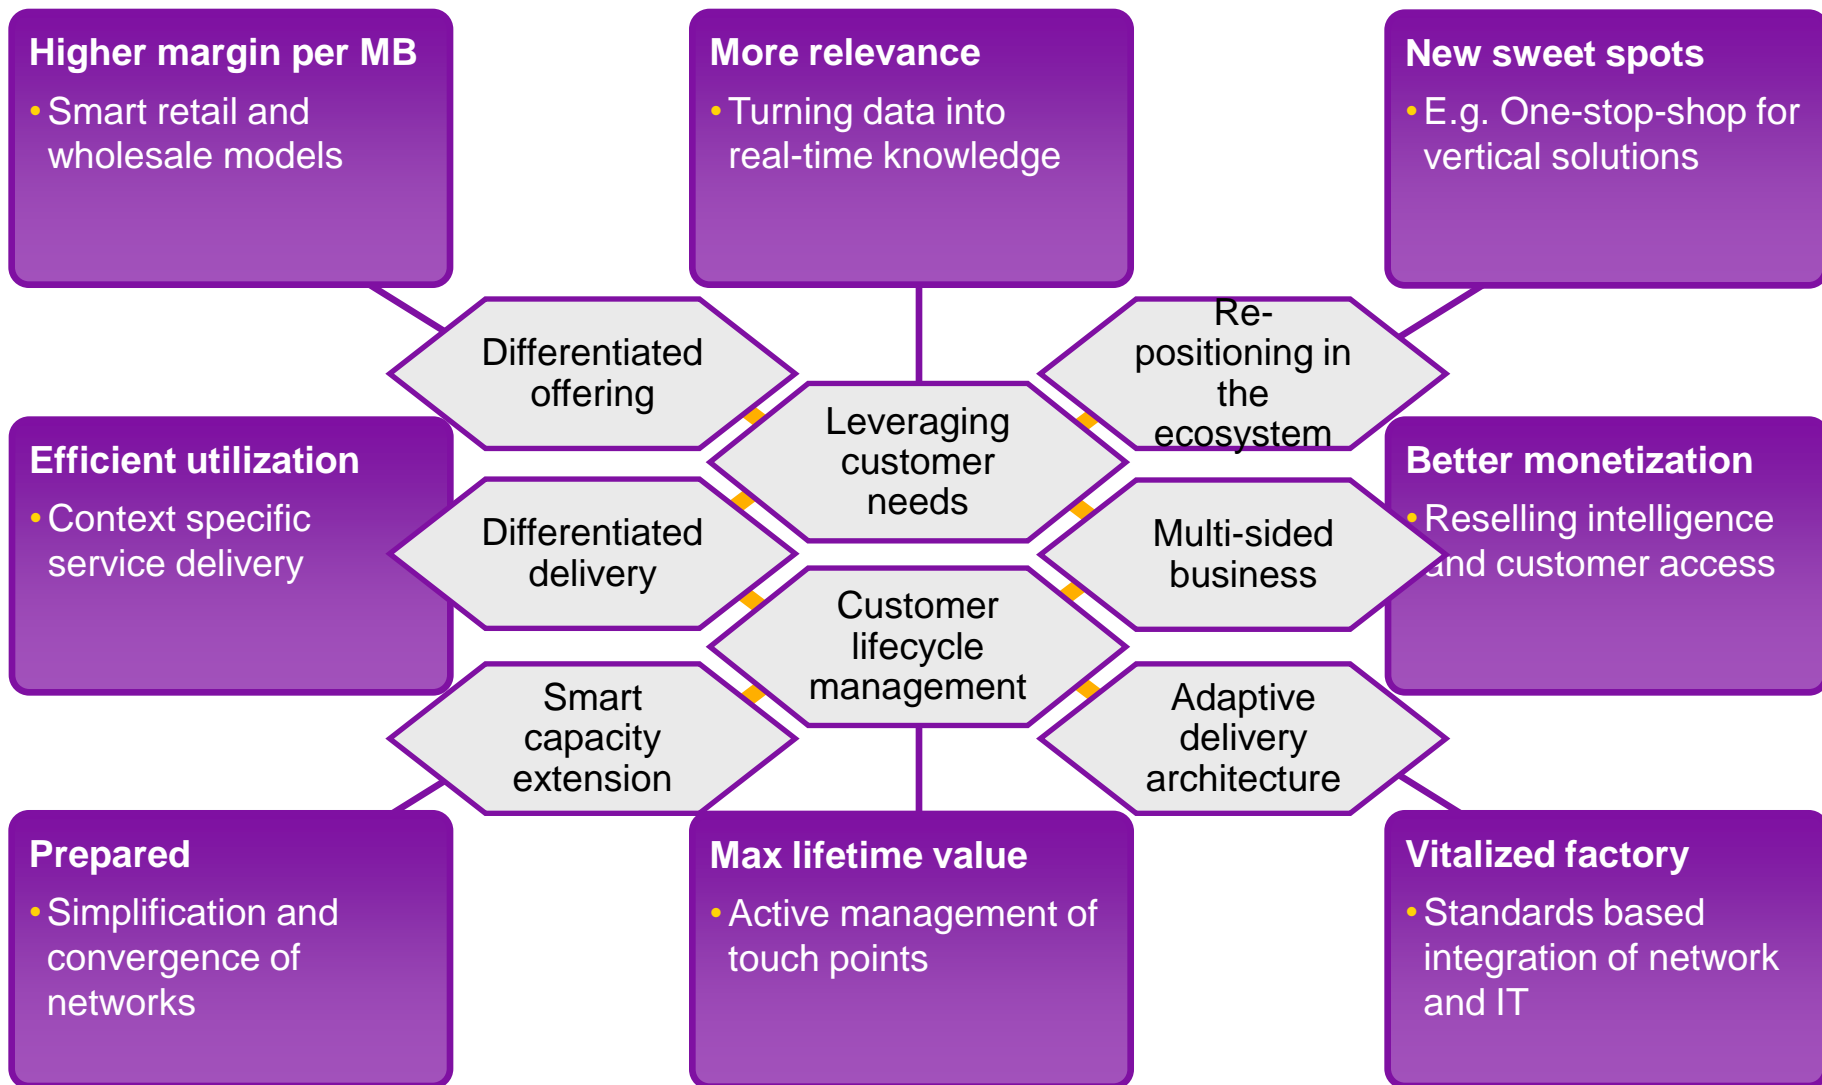 Higher margin per MB
• Smart retail and
wholesale models
More relevance
• Turning data into
real-time knowledge
New sweet spots
• E.g. One-stop-shop for
vertical solutions
Differentiated
offering
Leveraging
customer
needs
Re-
positioning in
the
ecosystem
Efficient utilization
• Context specific
service delivery
Differentiated
delivery
Multi-sided
business
Better monetization
• Reselling intelligence
and customer access
Customer
lifecycle
management
Smart
capacity
extension
Adaptive
delivery
architecture
Prepared
• Simplification and
convergence of
networks
Max lifetime value
• Active management of
touch points
Vitalized factory
• Standards based
integration of network
and IT